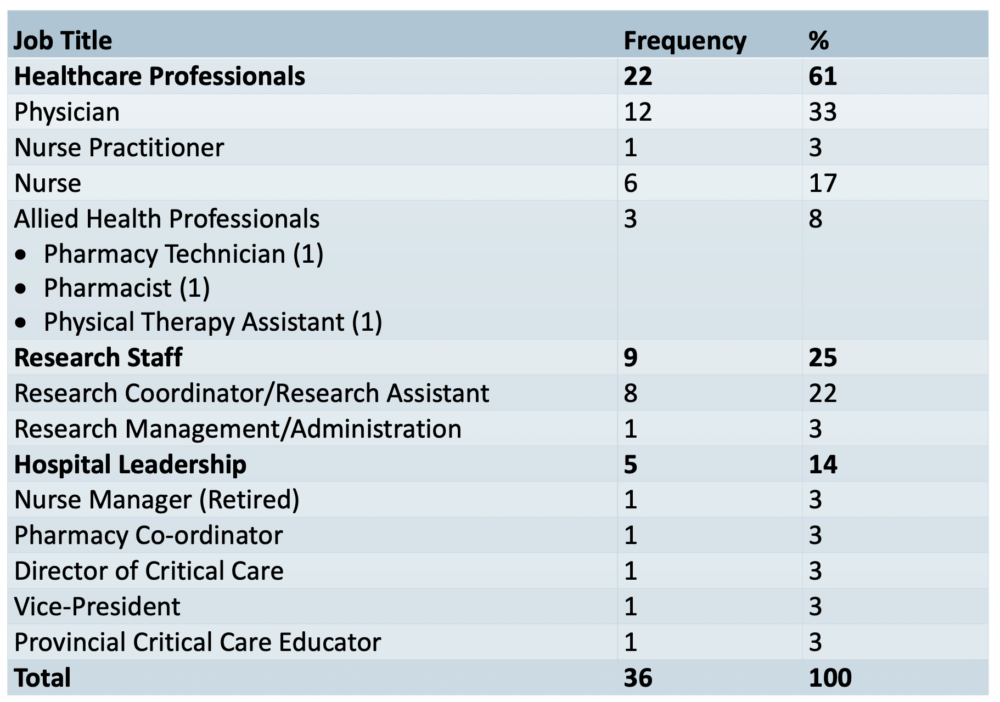 Job Title Frequency %
Healthcare Professionals 22 61
Physician 12 33
Nurse Practitioner 1 3
Nurse 6 17
Allied Health Professionals 3 8
• Pharmacy Technician (1)
• Pharmacist (1)
• Physical Therapy Assistant (1)
Research Staff 9 25
Research Coordinator/Research Assistant 8 22
Research Management/Administration 1 3
Hospital Leadership 5 14
Nurse Manager (Retired) 1 3
Pharmacy Co-ordinator 1 3
Director of Critical Care 1 3
Vice-President 1 3
Provincial Critical Care Educator 1 3
Total 36 100